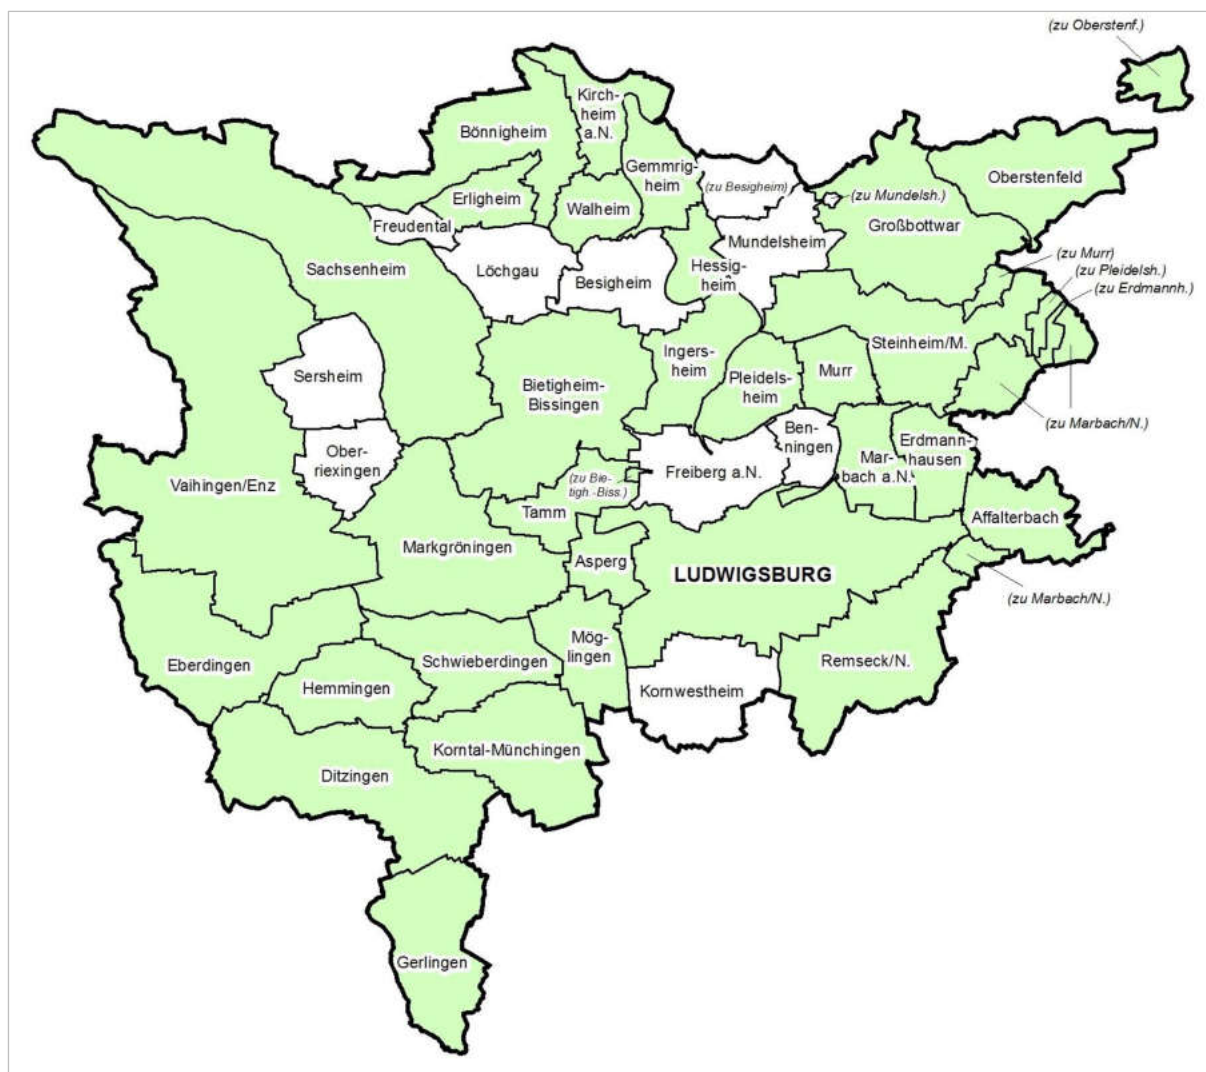 (zu Oberstenf.)
Kirch-
heim
a.N.
Bönnigheim
Gemmrig-
heim
(zu Besigheim)
Oberstenfeld
(zu Mundelsh.)
Erligheim
Walheim
Freudental
Großbottwar
Mundelsheim
(zu Murr)
Sachsenheim
Löchgau
Besigheim
Hessig-
heim
(zu Pleidelsh.)
(zu Erdmannh.)
Steinheim/M.
Ingers-
heim
Sersheim
Bietigheim-
Bissingen
Pleidels-
heim
Murr
(zu Marbach/N.)
Ben-
ningen
Erdmann-
hausen
Ober-
riexingen
Mar-
bach a.N.
Vaihingen/Enz
(zu Bie-
tigh.-Biss.)
Freiberg a.N.
Tamm
Affalterbach
Markgröningen
Asperg
LUDWIGSBURG
(zu Marbach/N.)
Eberdingen
Schwieberdingen
Mög-
lingen
Remseck/N.
Hemmingen
Kornwestheim
Korntal-Münchingen
Ditzingen
Gerlingen